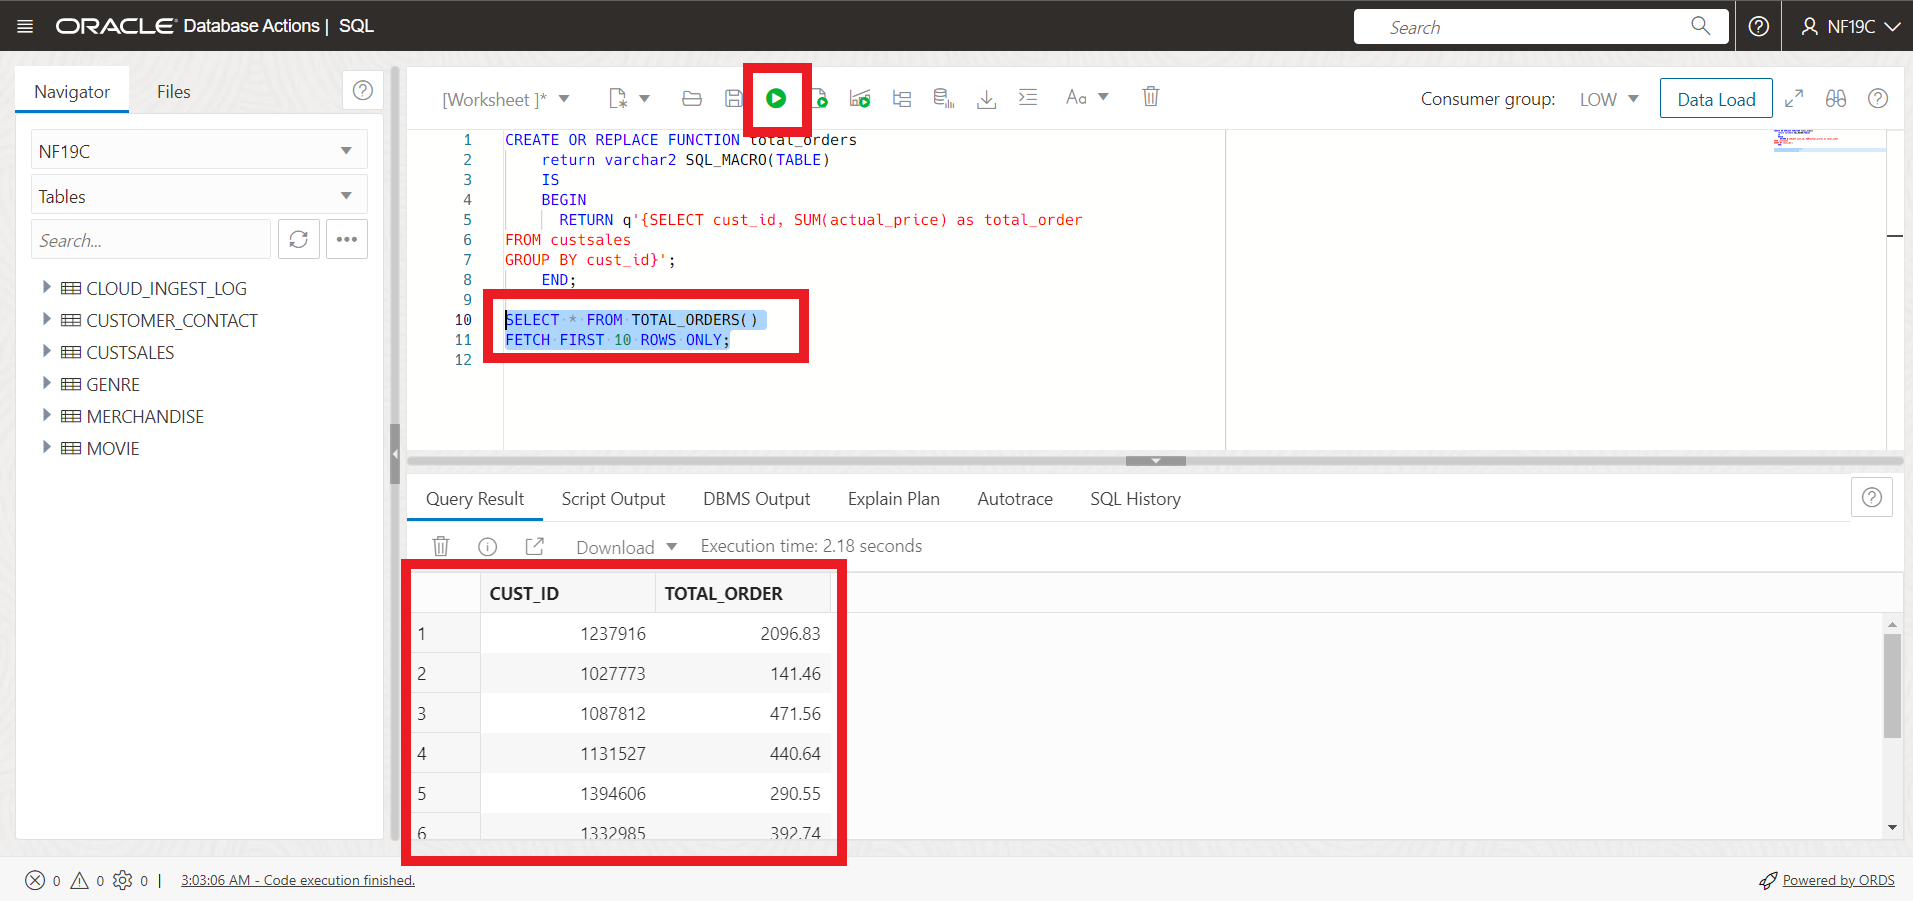 ORACLE Database Actions | SQL
Search
NF19C
Navigator
Files
NF19C
Tables
Search...
CLOUD_INGEST_LOG
CUSTOMER_CONTACT
CUSTSALES
GENRE
MERCHANDISE
MOVIE
[Worksheet ]*
Aa
Consumer group:
LOW
Data Load
1 CREATE OR REPLACE FUNCTION total_orders
2 return varchar2 SQL_MACRO(TABLE)
3 IS
4 BEGIN
5 RETURN q'{SELECT cust_id, SUM(actual_price) as total_order
6 FROM custsales
7 GROUP BY cust_id}';
8 END;
9
10 SELECT * FROM TOTAL_ORDERS()
11 FETCH FIRST 10 ROWS ONLY;
12
Query Result
Script Output
DBMS Output
Explain Plan
Autotrace
SQL History
Download
Execution time: 2.18 seconds
CUST_ID TOTAL_ORDER
1 1237916 2096.83
2 1027773 141.46
3 1087812 471.56
4 1131527 440.64
5 1394606 290.55
6 1332985 392.74
0 0 0 | 3:03:06 AM - Code execution finished.
Powered by ORDS